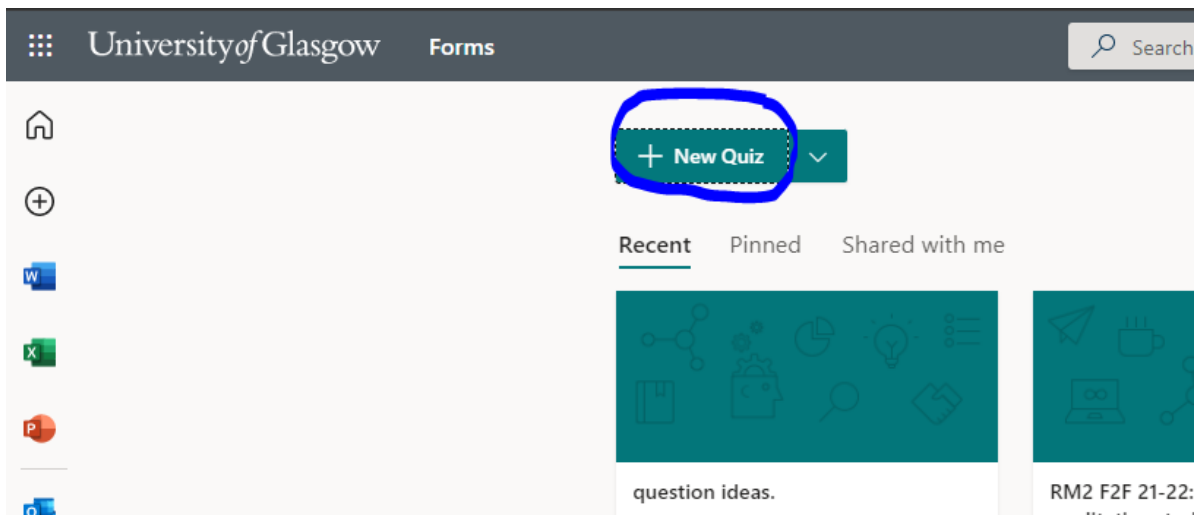 University of Glasgow
Forms
Search
+ New Quiz
Recent
Pinned
Shared with me
W
X
P
O
question ideas.
RM2 F2F 21-22: